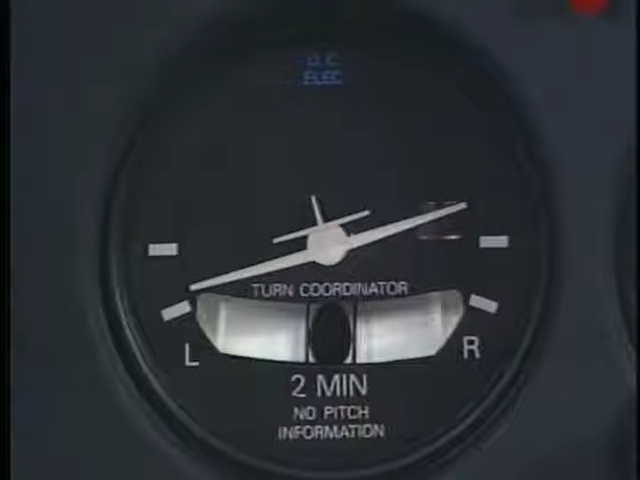 D.C.
ELEC
TURN COORDINATOR
L
R
2 MIN
NO PITCH
INFORMATION